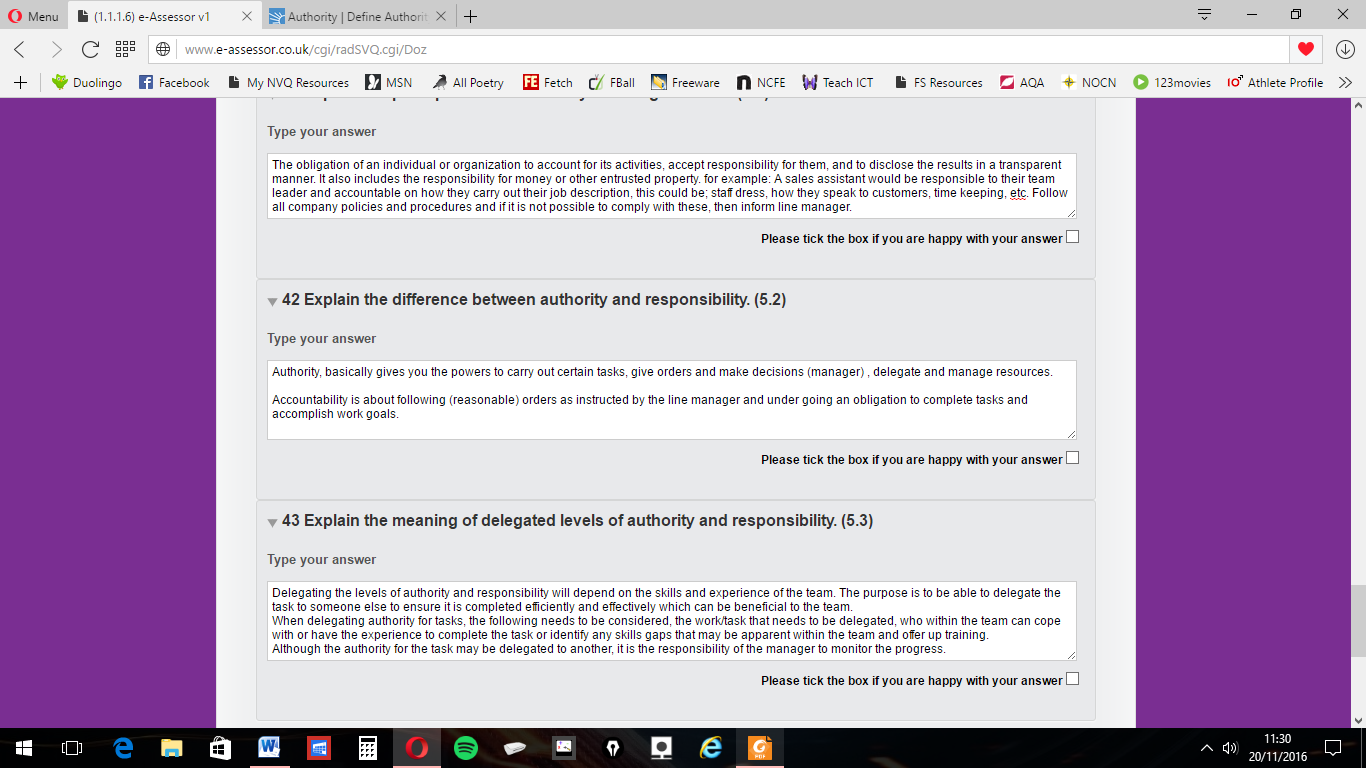 Menu
(1.1.1.6) e-Assessor v1
Authority | Define Authorit
www.e-assessor.co.uk/cgi/radSVQ.cgi/Doz
Duolingo
Facebook
My NVQ Resources
MSN
All Poetry
Fetch
FBall
Freeware
NCFE
Teach ICT
FS Resources
AQA
NOCN
123movies
Athlete Profile
Type your answer
The obligation of an individual or organization to account for its activities, accept responsibility for them, and to disclose the results in a transparent
manner. It also includes the responsibility for money or other entrusted property. for example: A sales assistant would be responsible to their team
leader and accountable on how they carry out their job description, this could be; staff dress, how they speak to customers, time keeping, etc. Follow
all company policies and procedures and if it is not possible to comply with these, then inform line manager.
Please tick the box if you are happy with your answer
42 Explain the difference between authority and responsibility. (5.2)
Type your answer
Authority, basically gives you the powers to carry out certain tasks, give orders and make decisions (manager) , delegate and manage resources.
Accountability is about following (reasonable) orders as instructed by the line manager and under going an obligation to complete tasks and
accomplish work goals.
Please tick the box if you are happy with your answer
43 Explain the meaning of delegated levels of authority and responsibility. (5.3)
Type your answer
Delegating the levels of authority and responsibility will depend on the skills and experience of the team. The purpose is to be able to delegate the
task to someone else to ensure it is completed efficiently and effectively which can be beneficial to the team.
When delegating authority for tasks, the following needs to be considered, the work/task that needs to be delegated, who within the team can cope
with or have the experience to complete the task or identify any skills gaps that may be apparent within the team and offer up training.
Although the authority for the task may be delegated to another, it is the responsibility of the manager to monitor the progress.
Please tick the box if you are happy with your answer
11:30
20/11/2016